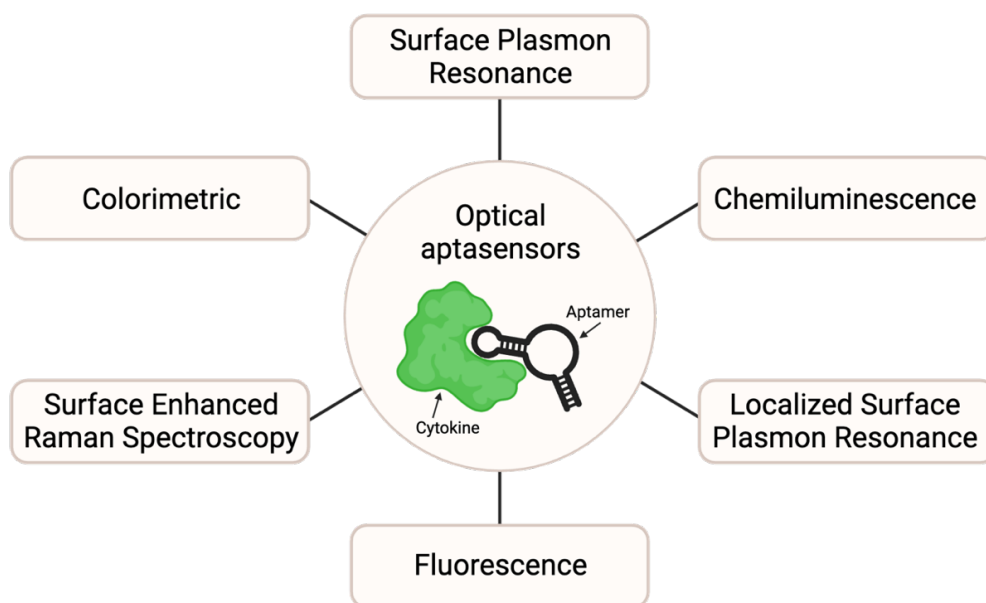 Surface Plasmon
Resonance
Colorimetric
Chemiluminescence
Optical
aptasensors
Aptamer
Cytokine
Surface Enhanced
Raman Spectroscopy
Localized Surface
Plasmon Resonance
Fluorescence